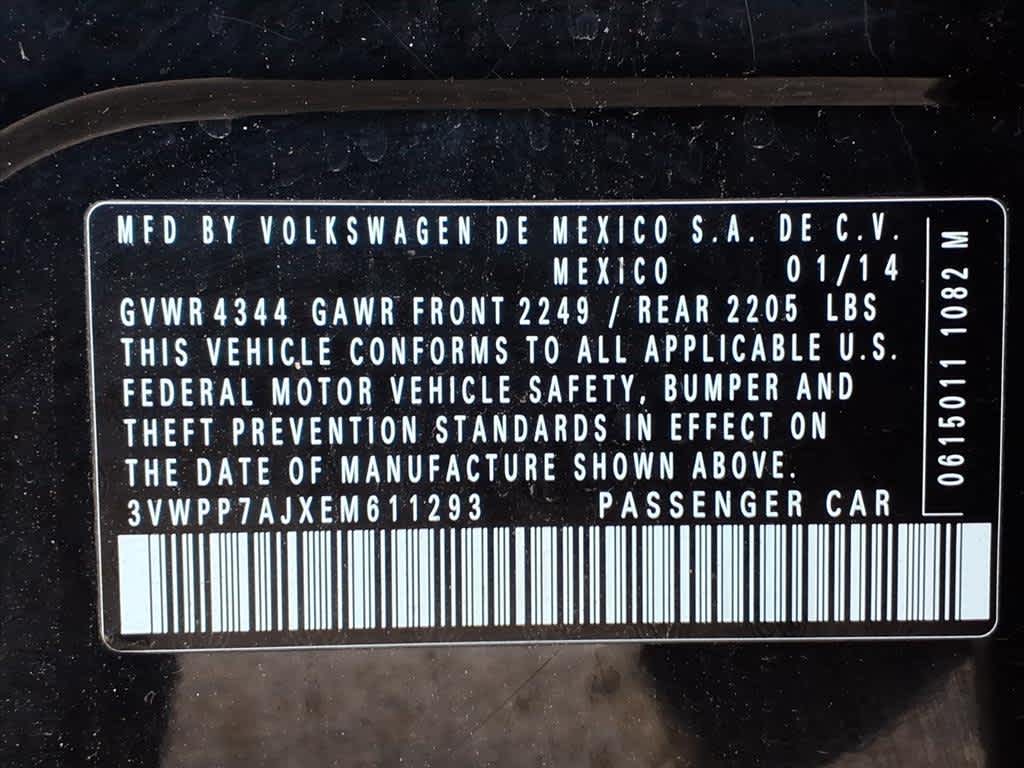 MFD BY VOLKSWAGEN DE MEXICO S.A. DE C.V.
MEXICO 01/14
GVWR 4344 GAWR FRONT 2249 / REAR 2205 LBS
THIS VEHICLE CONFORMS TO ALL APPLICABLE U.S.
FEDERAL MOTOR VEHICLE SAFETY, BUMPER AND
THEFT PREVENTION STANDARDS IN EFFECT ON
THE DATE OF MANUFACTURE SHOWN ABOVE.
3VWPP7AJXEM611293 PASSENGER CAR
0615011 1082 M